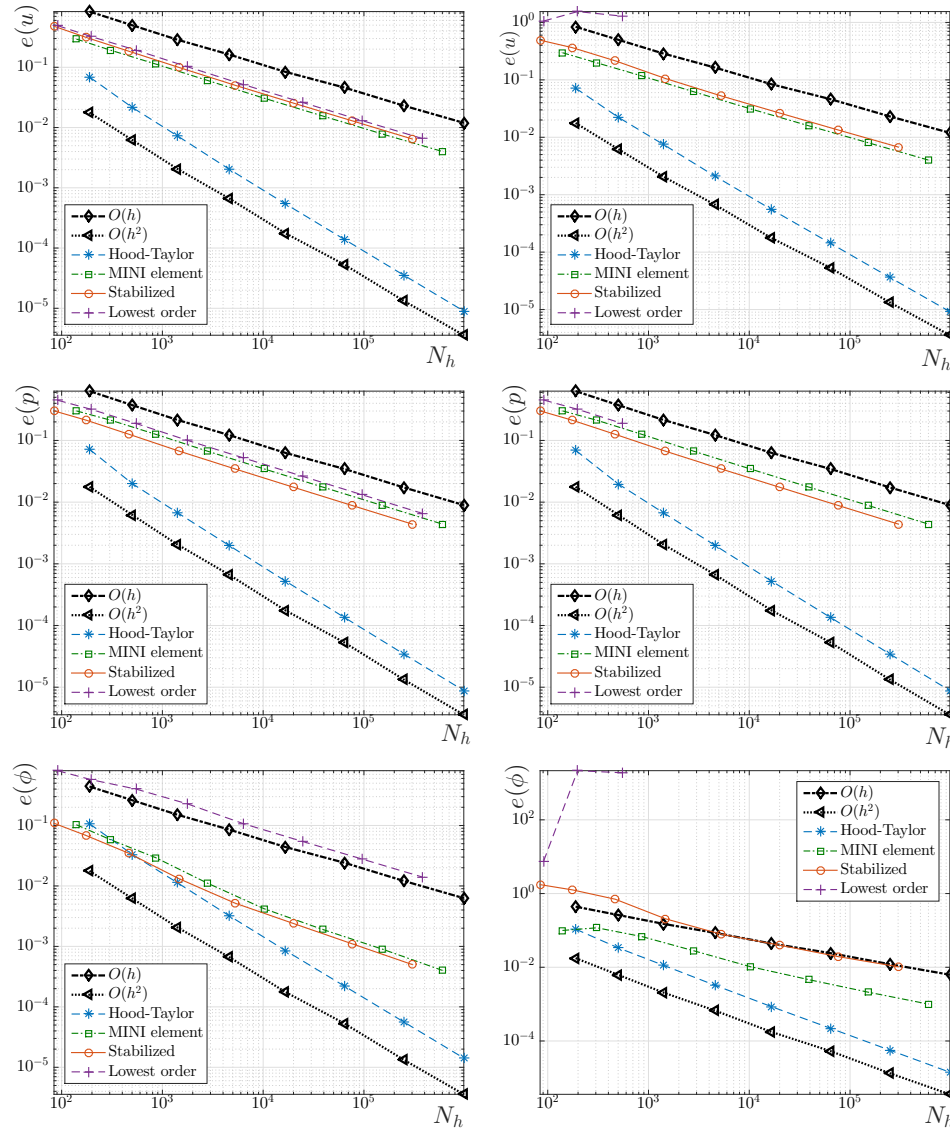 e(u)
10^{-1}
10^{-2}
10^{-3}
10^{-4}
10^{-5}
O(h)
O(h^2)
Hood-Taylor
MINI element
Stabilized
Lowest order
10^2 10^3 10^4 10^5
N_h
e(u)
10^0
10^{-1}
10^{-2}
10^{-3}
10^{-4}
10^{-5}
O(h)
O(h^2)
Hood-Taylor
MINI element
Stabilized
Lowest order
10^2 10^3 10^4 10^5
N_h
e(p)
10^{-1}
10^{-2}
10^{-3}
10^{-4}
10^{-5}
O(h)
O(h^2)
Hood-Taylor
MINI element
Stabilized
Lowest order
10^2 10^3 10^4 10^5
N_h
e(p)
10^{-1}
10^{-2}
10^{-3}
10^{-4}
10^{-5}
O(h)
O(h^2)
Hood-Taylor
MINI element
Stabilized
Lowest order
10^2 10^3 10^4 10^5
N_h
e(ϕ)
10^{-1}
10^{-2}
10^{-3}
10^{-4}
10^{-5}
O(h)
O(h^2)
Hood-Taylor
MINI element
Stabilized
Lowest order
10^2 10^3 10^4 10^5
N_h
e(ϕ)
10^2
10^0
10^{-2}
10^{-4}
O(h)
O(h^2)
Hood-Taylor
MINI element
Stabilized
Lowest order
10^2 10^3 10^4 10^5
N_h